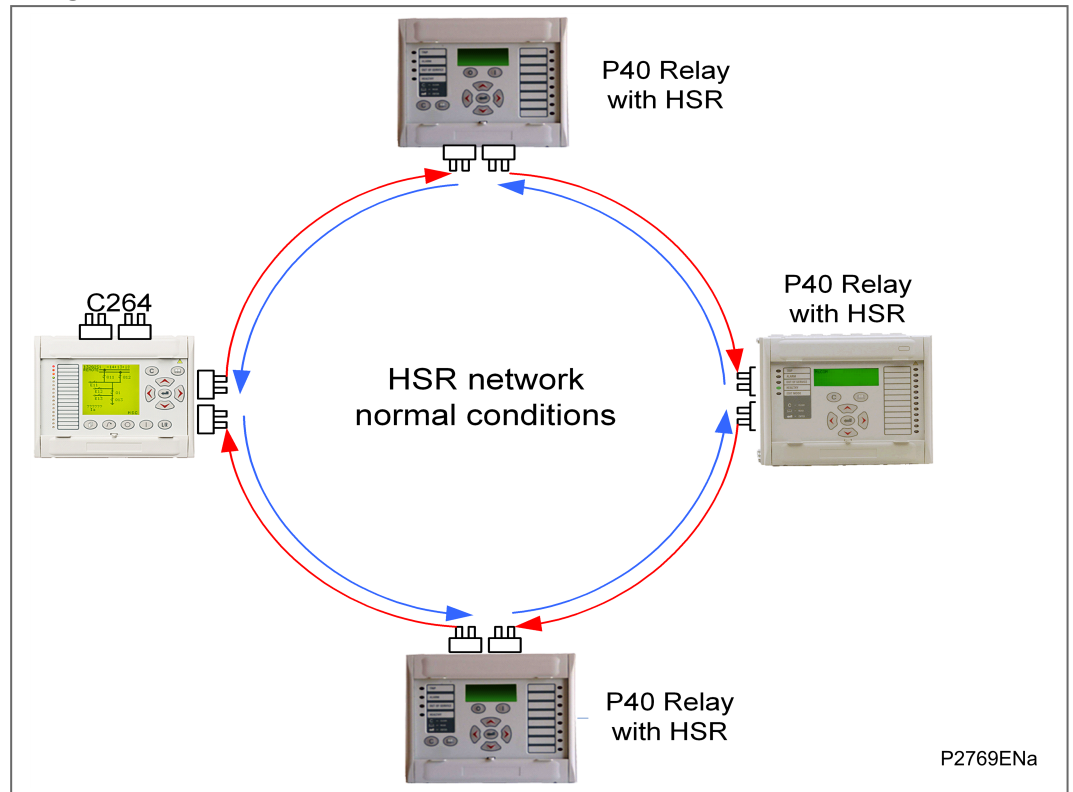 P40 Relay
with HSR
P40 Relay
with HSR
C264
HSR network
normal conditions
P40 Relay
with HSR
P2769ENa